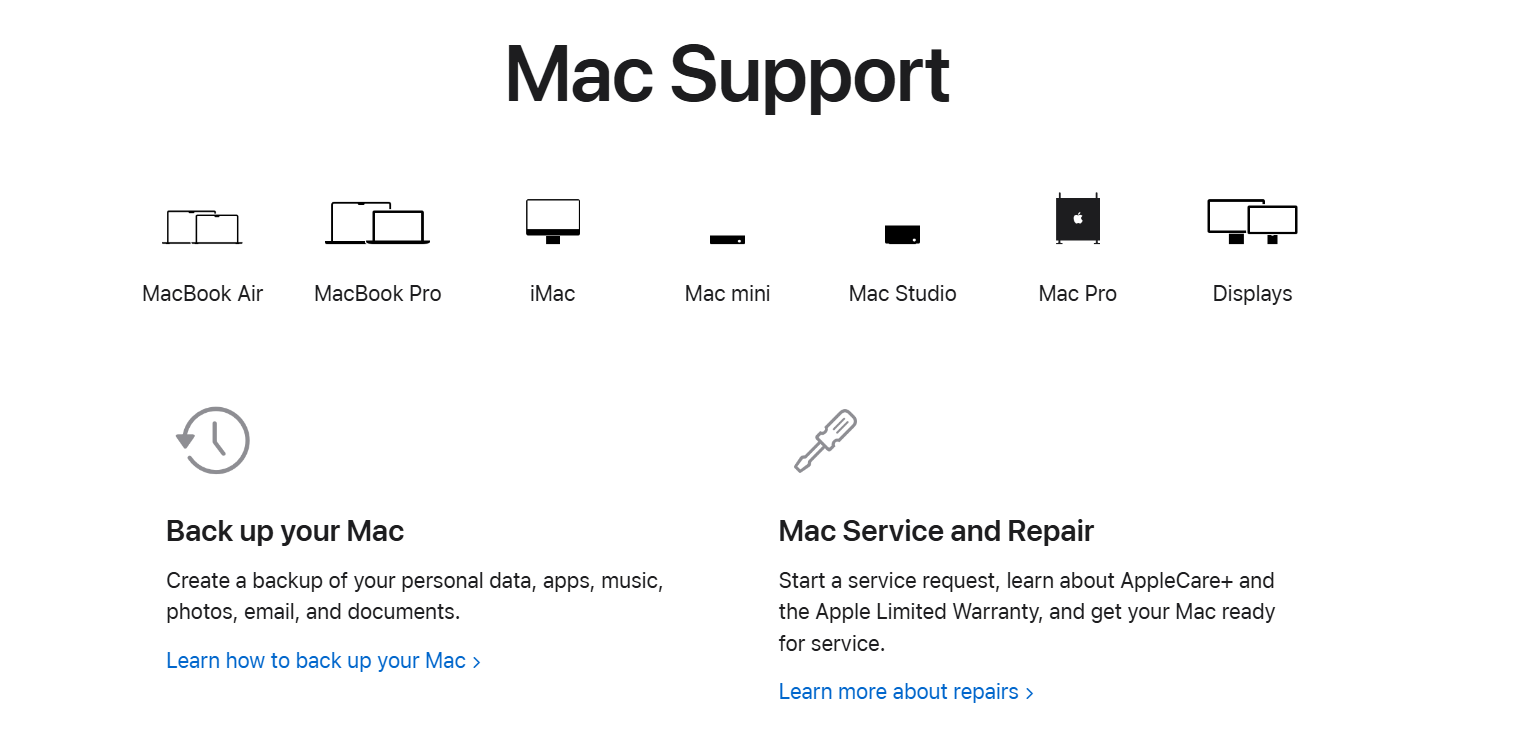 Mac Support
MacBook Air
MacBook Pro
iMac
Mac mini
Mac Studio
Mac Pro
Displays
Back up your Mac
Create a backup of your personal data, apps, music,
photos, email, and documents.
Learn how to back up your Mac >
Mac Service and Repair
Start a service request, learn about AppleCare+ and
the Apple Limited Warranty, and get your Mac ready
for service.
Learn more about repairs >